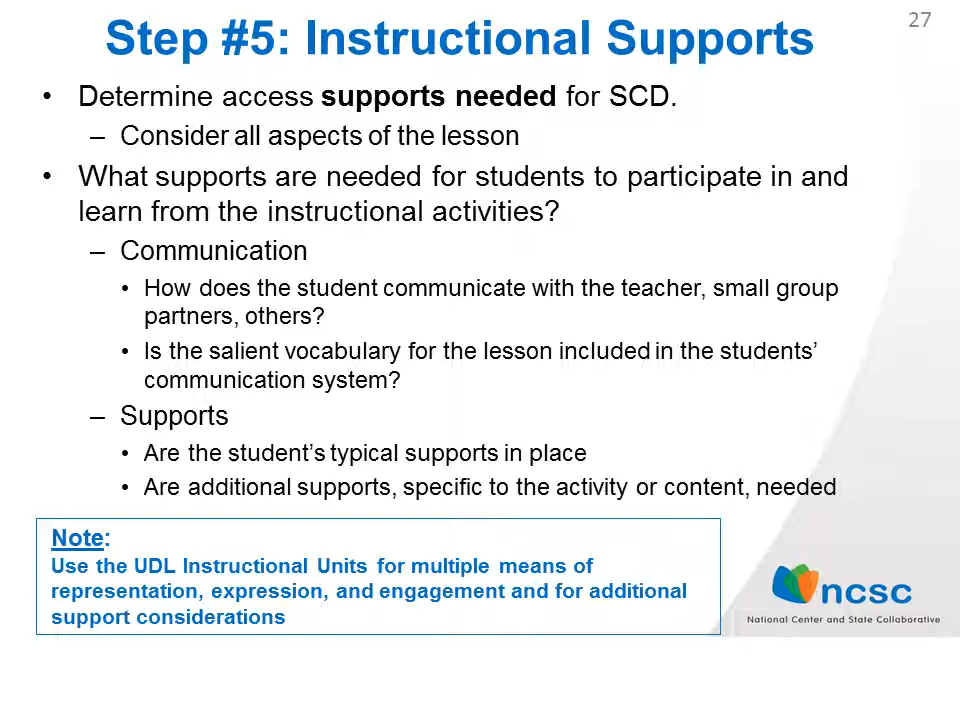 27
Step #5: Instructional Supports
• Determine access supports needed for SCD.
– Consider all aspects of the lesson
• What supports are needed for students to participate in and
learn from the instructional activities?
– Communication
• How does the student communicate with the teacher, small group
partners, others?
• Is the salient vocabulary for the lesson included in the students’
communication system?
– Supports
• Are the student’s typical supports in place
• Are additional supports, specific to the activity or content, needed
Note:
Use the UDL Instructional Units for multiple means of
representation, expression, and engagement and for additional
support considerations
ncsc
National Center and State Collaborative